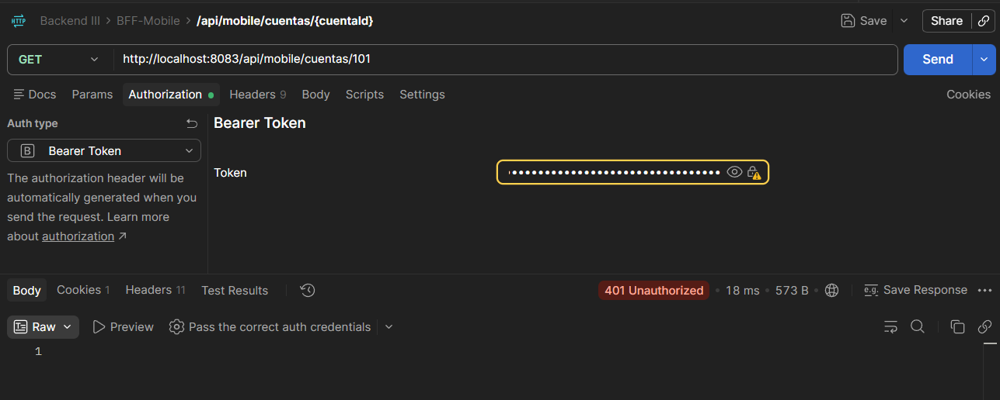 HTTP Backend III > BFF-Mobile > /api/mobile/cuentas/{cuentaId} Save Share
GET http://localhost:8083/api/mobile/cuentas/101 Send
Docs Params Authorization Headers 9 Body Scripts Settings Cookies
Auth type
Bearer Token
B Bearer Token
Token
The authorization header will be
automatically generated when you
send the request. Learn more
about authorization ↗
Body Cookies 1 Headers 11 Test Results 401 Unauthorized • 18 ms • 573 B • e.g. Save Response
Raw Preview Pass the correct auth credentials
1